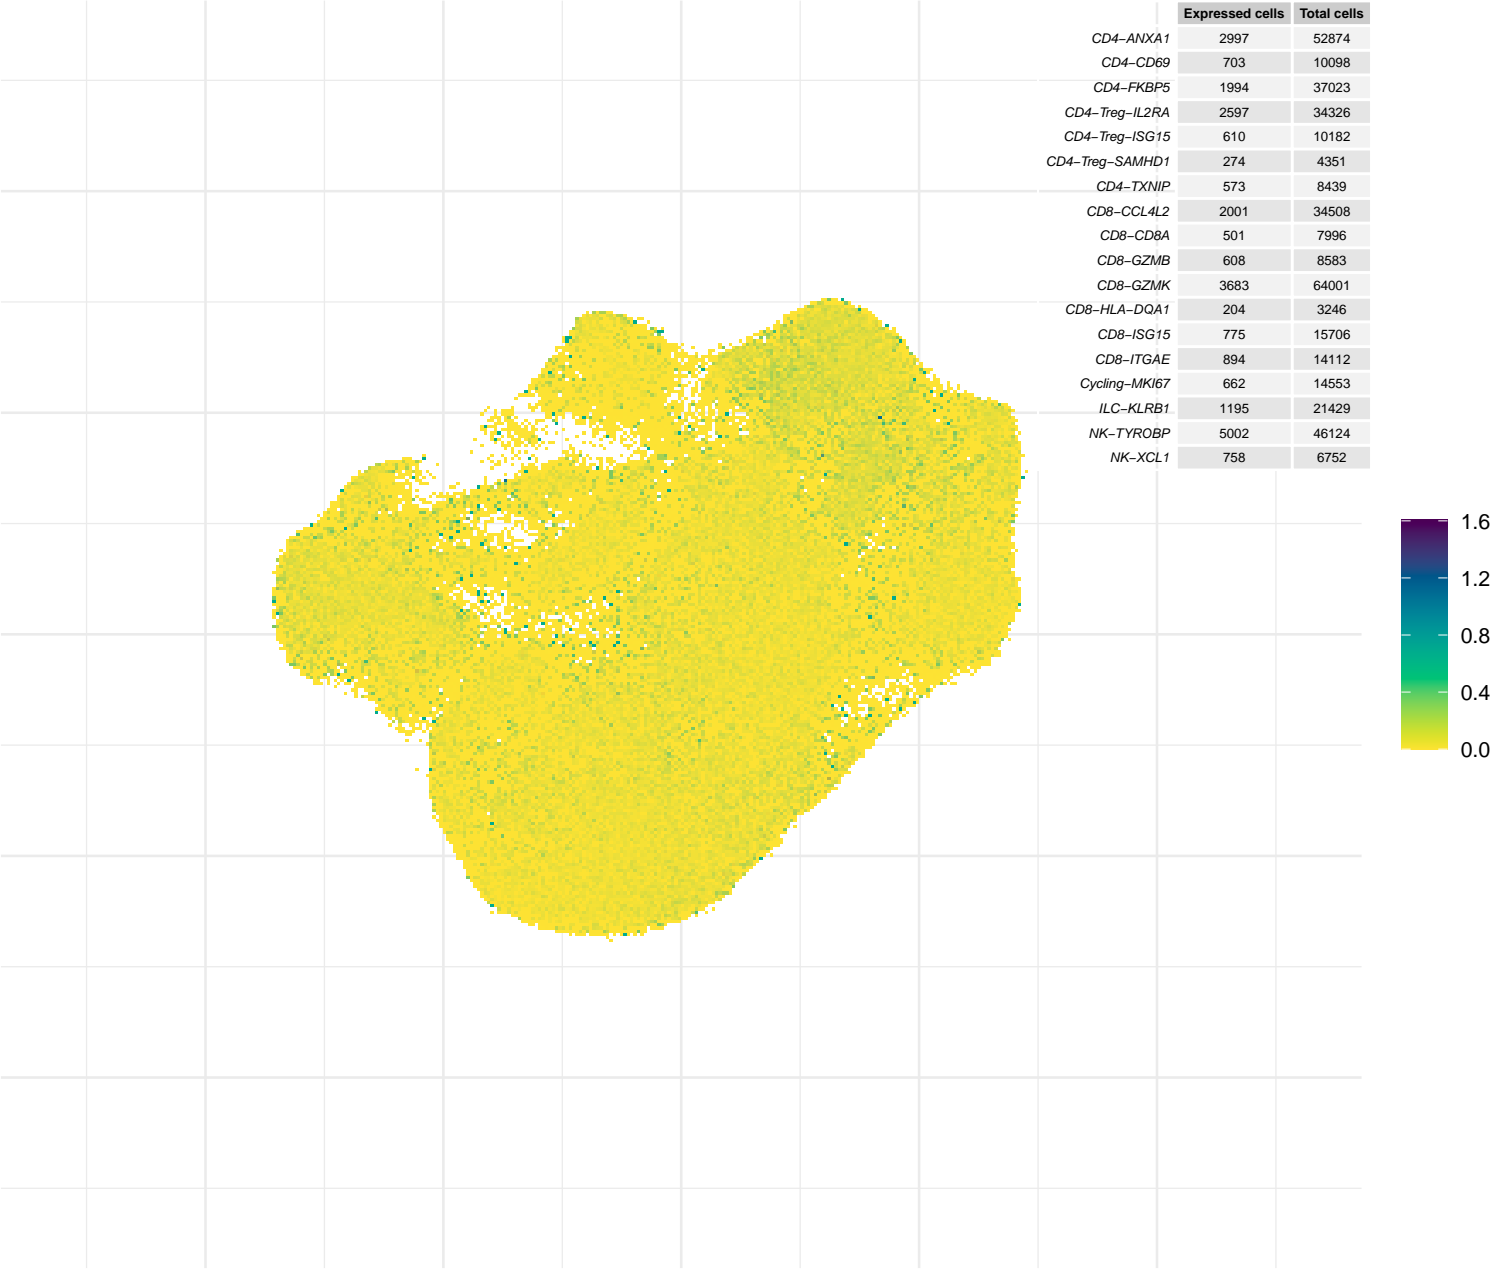 Expressed cells Total cells
CD4−ANXA1 2997 52874
CD4−CD69 703 10098
CD4−FKBP5 1994 37023
CD4−Treg−IL2RA 2597 34326
CD4−Treg−ISG15 610 10182
CD4−Treg−SAMHD1 274 4351
CD4−TXNIP 573 8439
CD8−CCL4L2 2001 34508
CD8−CD8A 501 7996
CD8−GZMB 608 8583
CD8−GZMK 3683 64001
CD8−HLA−DQA1 204 3246
CD8−ISG15 775 15706
CD8−ITGAE 894 14112
Cycling−MKI67 662 14553
ILC−KLRB1 1195 21429
NK−TYROBP 5002 46124
NK−XCL1 758 6752
1.6
1.2
0.8
0.4
0.0